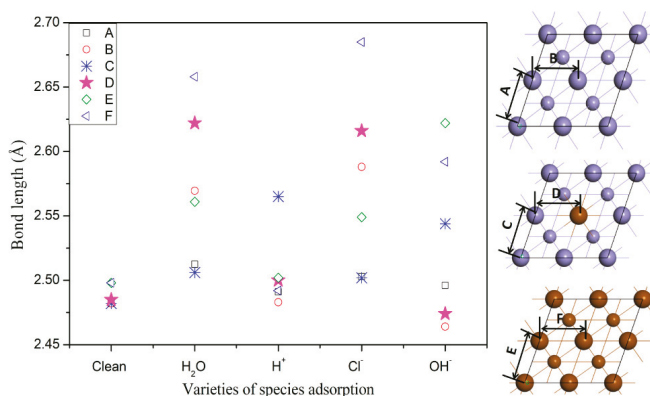 2.70
2.65
2.60
2.55
2.50
2.45
Bond length (Å)
A
B
C
D
E
F
Clean
H₂O
H⁺
Cl⁻
OH⁻
Varieties of species adsorption
B
A
D
C
F
E